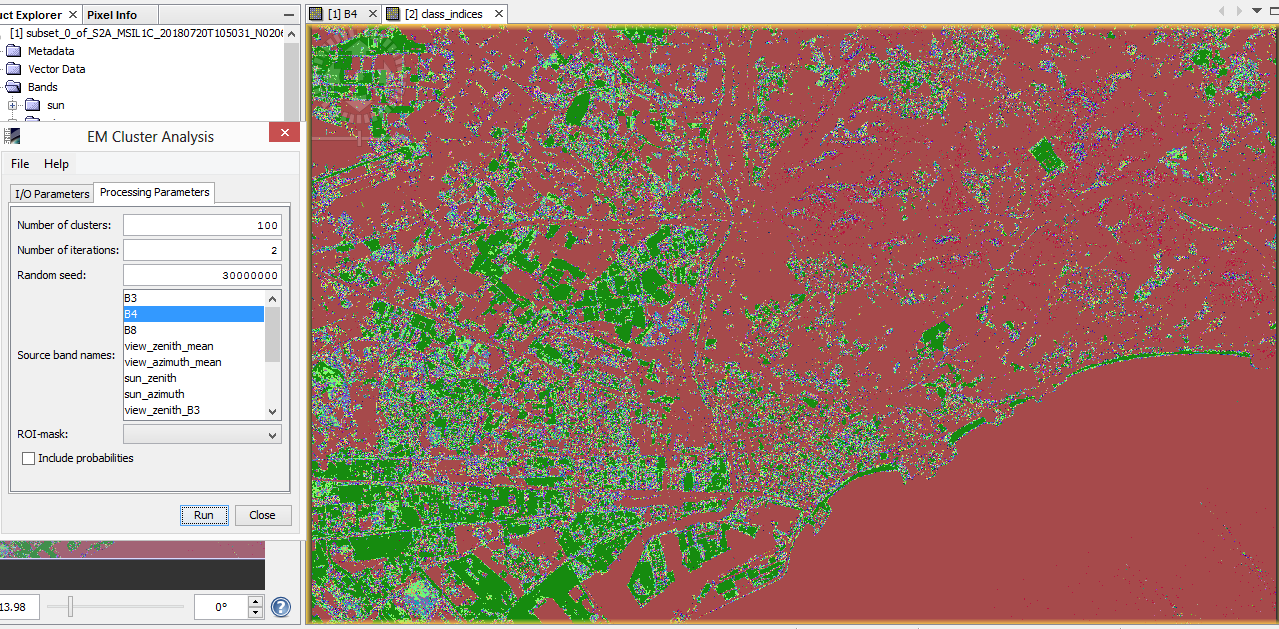 uct Explorer Pixel Info
[1] B4 [2] class_indices
[1] subset_0_of_S2A_MSIL1C_20180720T105031_N0206
Metadata
Vector Data
Bands
sun
EM Cluster Analysis
File Help
I/O Parameters Processing Parameters
Number of clusters: 100
Number of iterations: 2
Random seed: 30000000
B3
B4
B8
view_zenith_mean
Source band names:
view_azimuth_mean
sun_zenith
sun_azimuth
view_zenith_B3
ROI-mask:
Include probabilities
Run Close
13.98 0° ?